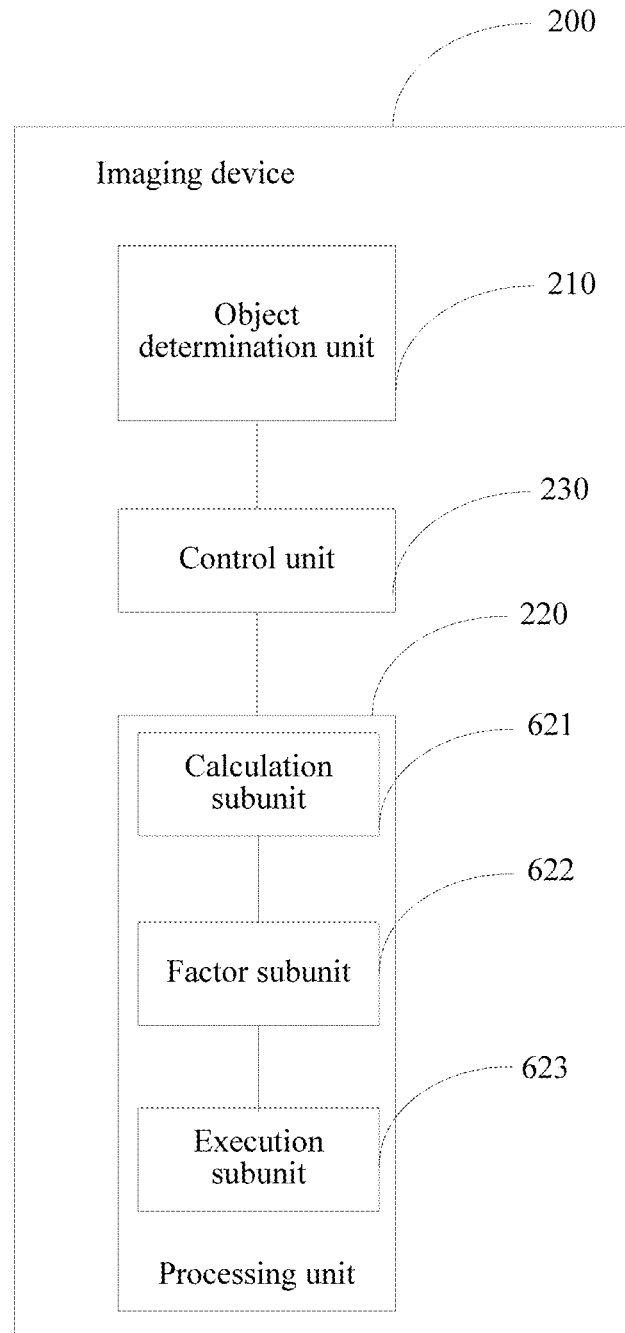 200
Imaging device
210
Object
determination unit
230
Control unit
220
621
Calculation
subunit
622
Factor subunit
623
Execution
subunit
Processing unit